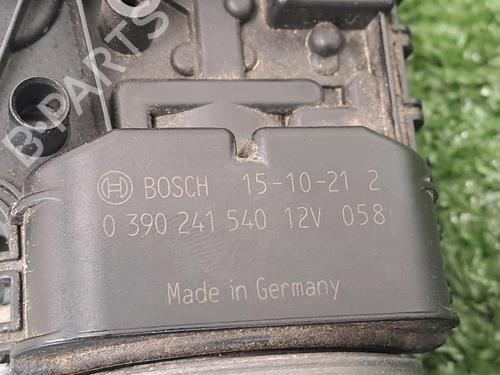 B-PARTS
BOSCH 15-10-21 2
0 390 241 540 12V 058
Made in Germany